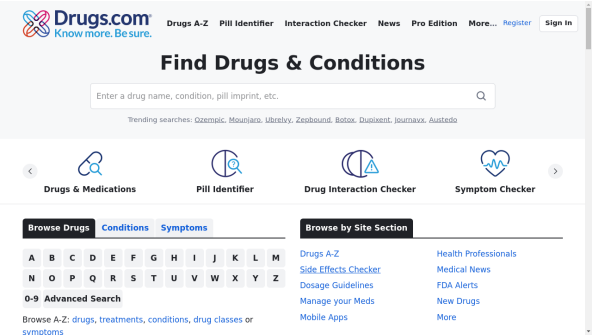 Drugs.com
Know more. Be sure.
Drugs A-Z Pill Identifier Interaction Checker News Pro Edition More... Register Sign In
Find Drugs & Conditions
Enter a drug name, condition, pill imprint, etc.
Trending searches: Ozempic, Mounjaro, Ubrelvy, Zepbound, Botox, Dupixent, Journavx, Austedo
Drugs & Medications Pill Identifier Drug Interaction Checker Symptom Checker
Browse Drugs Conditions Symptoms
A B C D E F G H I J K L M
N O P Q R S T U V W X Y Z
0-9 Advanced Search
Browse A-Z: drugs, treatments, conditions, drug classes or
symptoms
Browse by Site Section
Drugs A-Z
Side Effects Checker
Dosage Guidelines
Manage your Meds
Mobile Apps
Health Professionals
Medical News
FDA Alerts
New Drugs
More